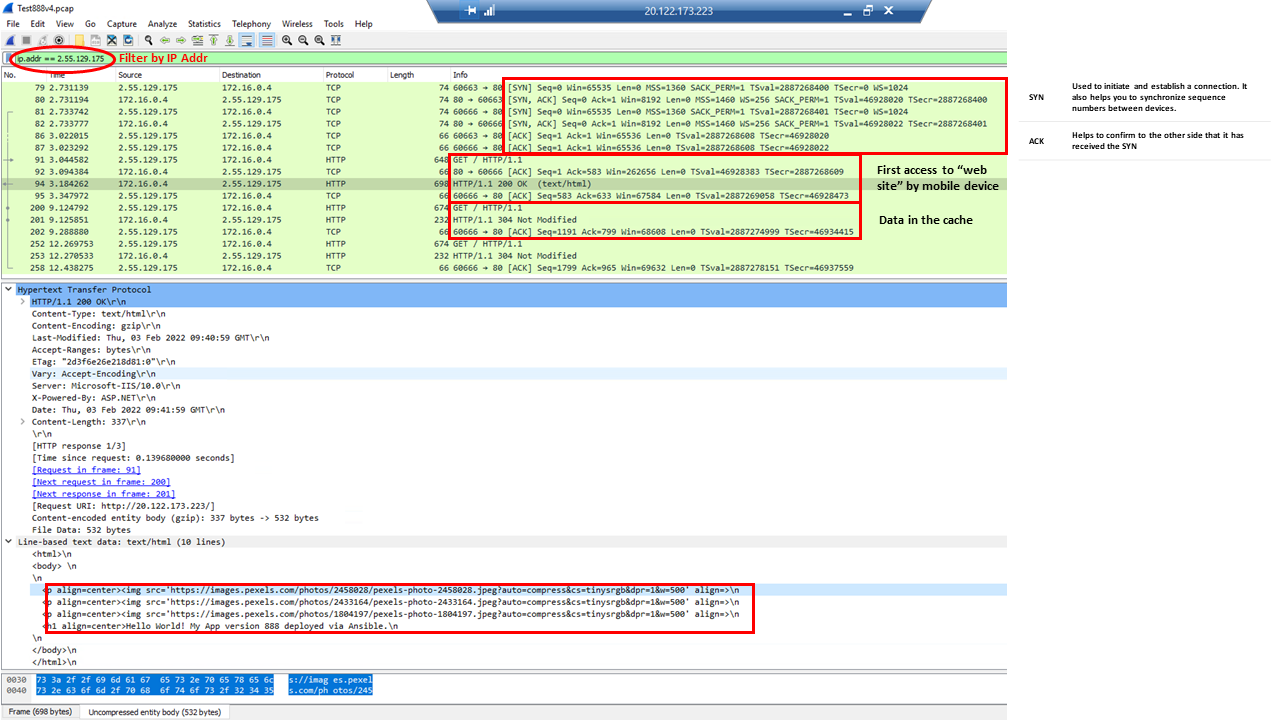 Test888v4.pcap
20.122.173.223
File Edit View Go Capture Analyze Statistics Telephony Wireless Tools Help
ip.addr == 2.55.129.175 Filter by IP Addr
No. Time Source Destination Protocol Length Info
79 2.731139 2.55.129.175 172.16.0.4 TCP 74 60663 → 80 [SYN] Seq=0 Win=65535 Len=0 MSS=1360 SACK_PERM=1 TSval=2887268400 TSecr=0 WS=1024
80 2.731194 172.16.0.4 2.55.129.175 TCP 74 80 → 60663 [SYN, ACK] Seq=0 Ack=1 Win=8192 Len=0 MSS=1460 WS=256 SACK_PERM=1 TSval=46928020 TSecr=2887268400
81 2.733742 2.55.129.175 172.16.0.4 TCP 74 60666 → 80 [SYN] Seq=0 Win=65535 Len=0 MSS=1360 SACK_PERM=1 TSval=2887268401 TSecr=0 WS=1024
82 2.733777 172.16.0.4 2.55.129.175 TCP 74 80 → 60666 [SYN, ACK] Seq=0 Ack=1 Win=8192 Len=0 MSS=1460 WS=256 SACK_PERM=1 TSval=46928022 TSecr=2887268401
86 3.022015 2.55.129.175 172.16.0.4 TCP 66 60663 → 80 [ACK] Seq=1 Ack=1 Win=65536 Len=0 TSval=2887268608 TSecr=46928020
87 3.023292 2.55.129.175 172.16.0.4 TCP 66 60666 → 80 [ACK] Seq=1 Ack=1 Win=65536 Len=0 TSval=2887268608 TSecr=46928022
91 3.044582 2.55.129.175 172.16.0.4 HTTP 648 GET / HTTP/1.1
92 3.094384 172.16.0.4 2.55.129.175 TCP 66 80 → 60666 [ACK] Seq=1 Ack=583 Win=262656 Len=0 TSval=46928383 TSecr=2887268609
94 3.184262 172.16.0.4 2.55.129.175 HTTP 698 HTTP/1.1 200 OK (text/html)
95 3.347972 2.55.129.175 172.16.0.4 TCP 66 60666 → 80 [ACK] Seq=583 Ack=633 Win=67584 Len=0 TSval=2887269058 TSecr=46928473
200 9.124792 2.55.129.175 172.16.0.4 HTTP 674 GET / HTTP/1.1
201 9.125851 172.16.0.4 2.55.129.175 HTTP 232 HTTP/1.1 304 Not Modified
202 9.288880 2.55.129.175 172.16.0.4 TCP 66 60666 → 80 [ACK] Seq=1191 Ack=799 Win=68608 Len=0 TSval=2887274999 TSecr=46934415
252 12.269753 2.55.129.175 172.16.0.4 HTTP 674 GET / HTTP/1.1
253 12.270533 172.16.0.4 2.55.129.175 HTTP 232 HTTP/1.1 304 Not Modified
258 12.438275 2.55.129.175 172.16.0.4 TCP 66 60666 → 80 [ACK] Seq=1799 Ack=965 Win=69632 Len=0 TSval=2887278151 TSecr=46937559
SYN
Used to initiate and establish a connection. It
also helps you to synchronize sequence
numbers between devices.
ACK
Helps to confirm to the other side that it has
received the SYN
First access to “web
site” by mobile device
Data in the cache
Hypertext Transfer Protocol
HTTP/1.1 200 OK\r\n
Content-Type: text/html\r\n
Content-Encoding: gzip\r\n
Last-Modified: Thu, 03 Feb 2022 09:40:59 GMT\r\n
Accept-Ranges: bytes\r\n
ETag: "2d3f6e26e218d81:0"\r\n
Vary: Accept-Encoding\r\n
Server: Microsoft-IIS/10.0\r\n
X-Powered-By: ASP.NET\r\n
Date: Thu, 03 Feb 2022 09:41:59 GMT\r\n
Content-Length: 337\r\n
\r\n
[HTTP response 1/3]
[Time since request: 0.139680000 seconds]
[Request in frame: 91]
[Next request in frame: 200]
[Next response in frame: 201]
[Request URI: http://20.122.173.223/]
Content-encoded entity body (gzip): 337 bytes -> 532 bytes
File Data: 532 bytes
Line-based text data: text/html (10 lines)
<html>\n
<body> \n
\n
<p align=center><img src='https://images.pexels.com/photos/2458028/pexels-photo-2458028.jpeg?auto=compress&cs=tinysrgb&dpr=1&w=500' align=>\n
<p align=center><img src='https://images.pexels.com/photos/2433164/pexels-photo-2433164.jpeg?auto=compress&cs=tinysrgb&dpr=1&w=500' align=>\n
<p align=center><img src='https://images.pexels.com/photos/1804197/pexels-photo-1804197.jpeg?auto=compress&cs=tinysrgb&dpr=1&w=500' align=>\n
<h1 align=center>Hello World! My App version 888 deployed via Ansible.\n
\n
</body>\n
</html>\n
0030 73 3a 2f 2f 69 6d 61 67 65 73 2e 70 65 78 65 6c s://imag es.pexel
0040 73 2e 63 6f 6d 2f 70 68 6f 74 6f 73 2f 32 34 35 s.com/ph otos/245
Frame (698 bytes) Uncompressed entity body (532 bytes)